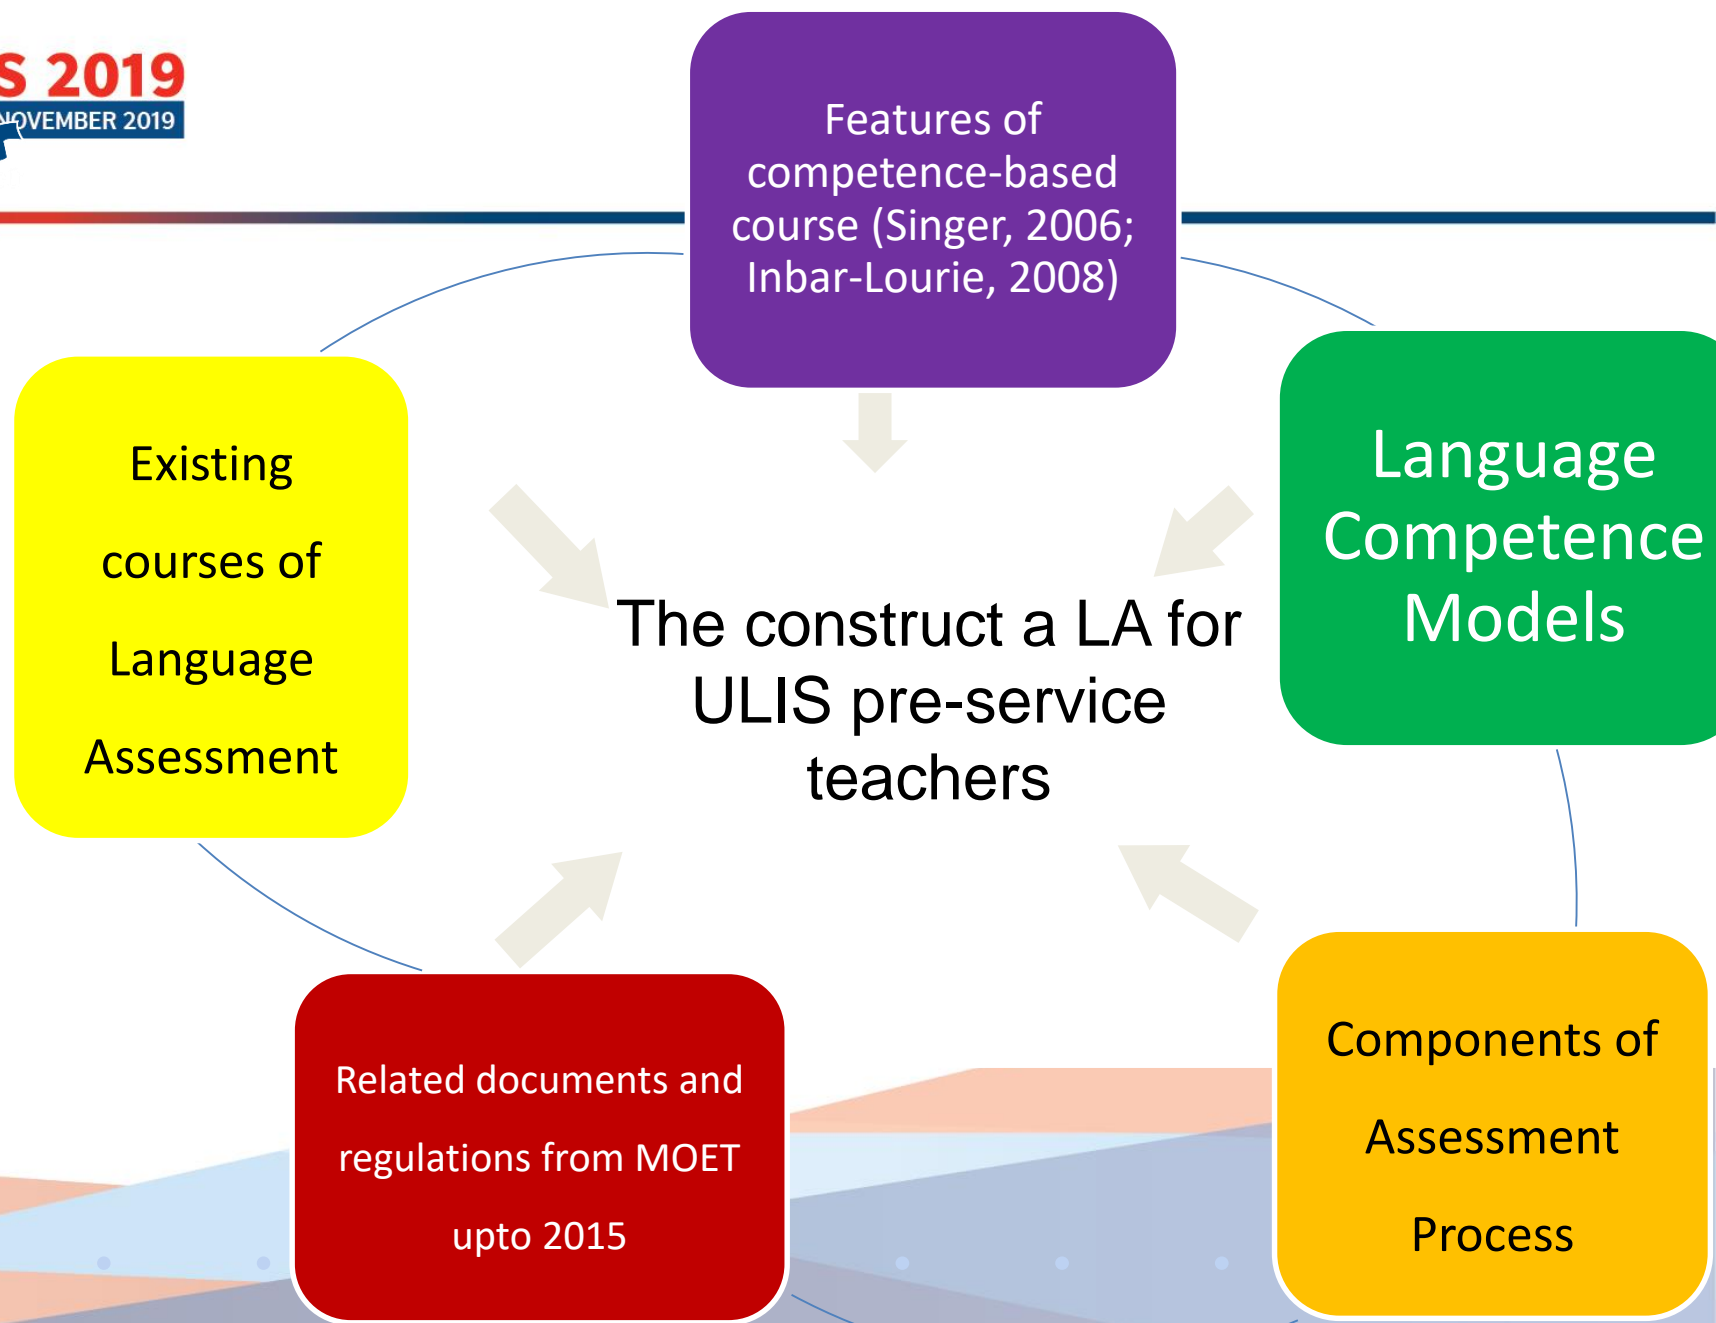 S 2019
NOVEMBER 2019
Features of
competence-based
course (Singer, 2006;
Inbar-Lourie, 2008)
Existing
courses of
Language
Assessment
Language
Competence
Models
The construct a LA for
ULIS pre-service
teachers
Related documents and
regulations from MOET
upto 2015
Components of
Assessment
Process